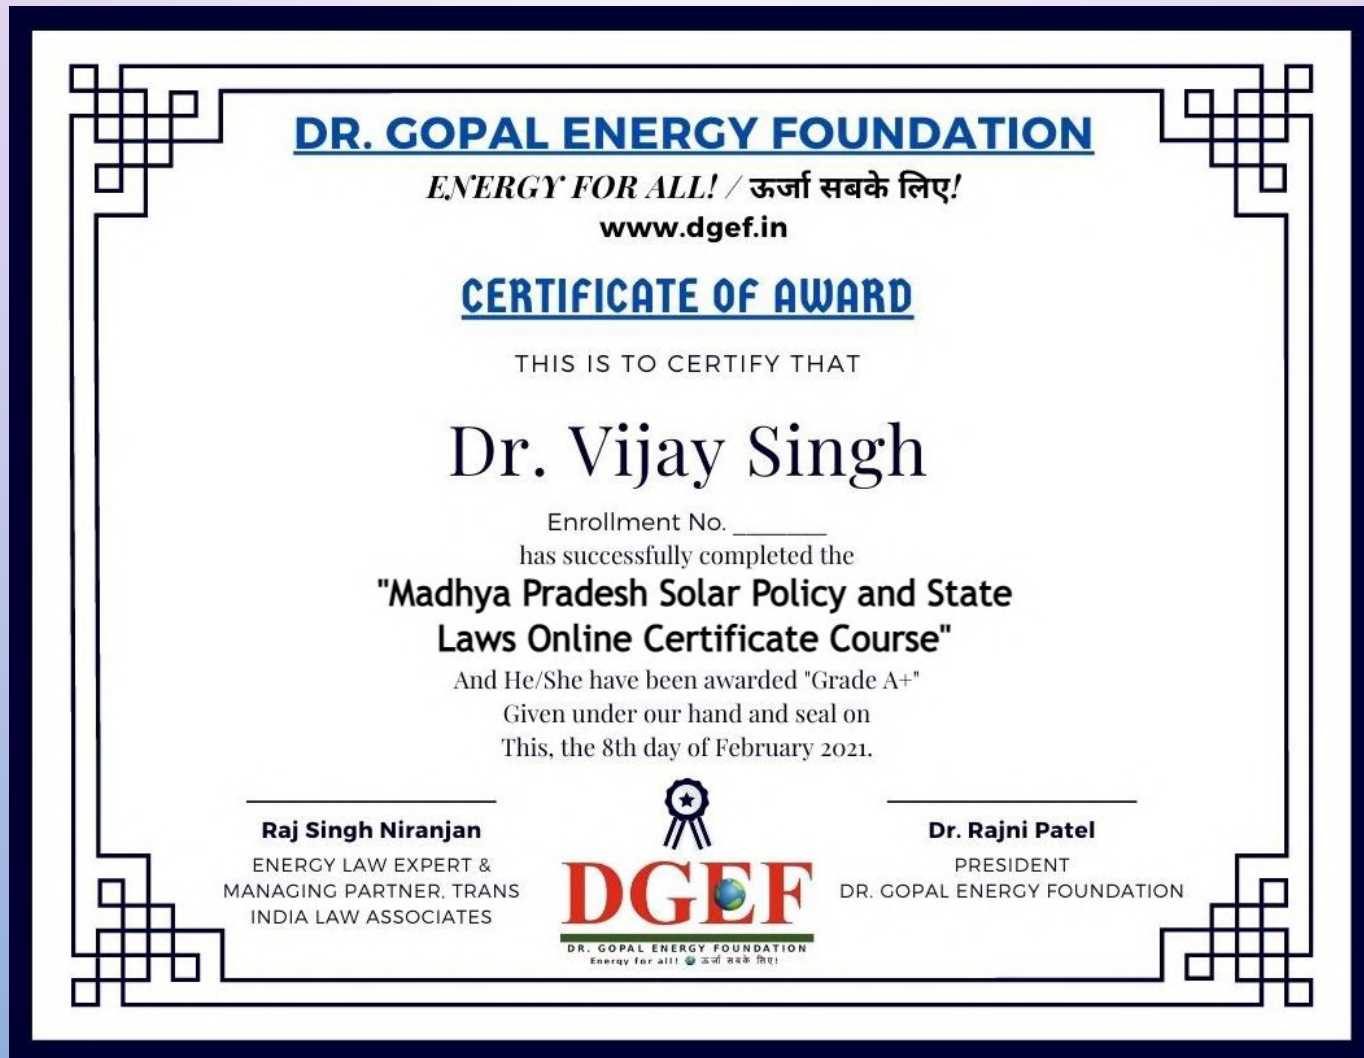 DR. GOPAL ENERGY FOUNDATION
ENERGY FOR ALL! / ऊर्जा सबके लिए!
www.dgef.in
CERTIFICATE OF AWARD
THIS IS TO CERTIFY THAT
Dr. Vijay Singh
Enrollment No. _______
has successfully completed the
"Madhya Pradesh Solar Policy and State
Laws Online Certificate Course"
And He/She have been awarded "Grade A+"
Given under our hand and seal on
This, the 8th day of February 2021.
Raj Singh Niranjan
ENERGY LAW EXPERT &
MANAGING PARTNER, TRANS
INDIA LAW ASSOCIATES
DGEF
DR. GOPAL ENERGY FOUNDATION
Energy for all! ऊर्जा सबके लिए!
Dr. Rajni Patel
PRESIDENT
DR. GOPAL ENERGY FOUNDATION